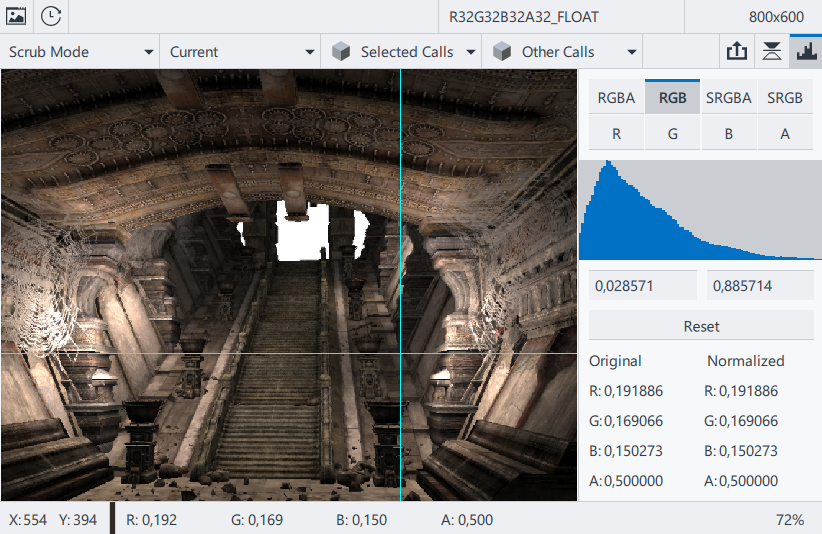 R32G32B32A32_FLOAT 800x600
Scrub Mode Current Selected Calls Other Calls
RGBA RGB SRGBA SRGB
R G B A
0,028571 0,885714
Reset
Original Normalized
R: 0,191886 R: 0,191886
G: 0,169066 G: 0,169066
B: 0,150273 B: 0,150273
A: 0,500000 A: 0,500000
X: 554 Y: 394 R: 0,192 G: 0,169 B: 0,150 A: 0,500 72%